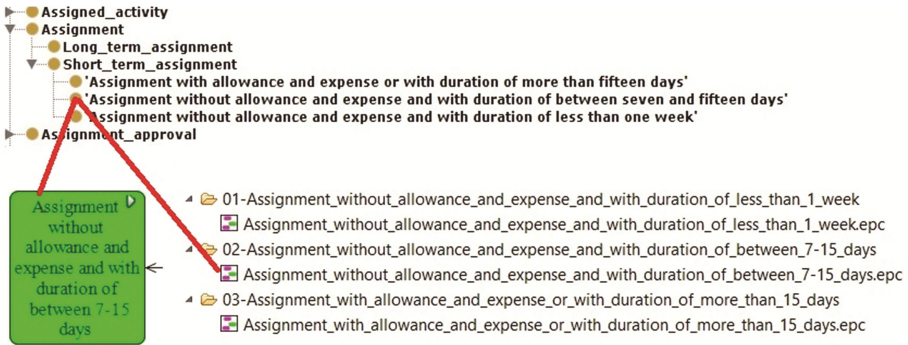 Assigned_activity
Assignment
Long_term_assignment
Short_term_assignment
'Assignment with allowance and expense or with duration of more than fifteen days'
'Assignment without allowance and expense and with duration of between seven and fifteen days'
'Assignment without allowance and expense and with duration of less than one week'
Assignment_approval
Assignment
without
allowance and
expense and with
duration of
between 7-15
days
01-Assignment_without_allowance_and_expense_and_with_duration_of_less_than_1_week
Assignment_without_allowance_and_expense_and_with_duration_of_less_than_1_week.epc
02-Assignment_without_allowance_and_expense_and_with_duration_of_between_7-15_days
Assignment_without_allowance_and_expense_and_with_duration_of_between_7-15_days.epc
03-Assignment_with_allowance_and_expense_or_with_duration_of_more_than_15_days
Assignment_with_allowance_and_expense_or_with_duration_of_more_than_15_days.epc